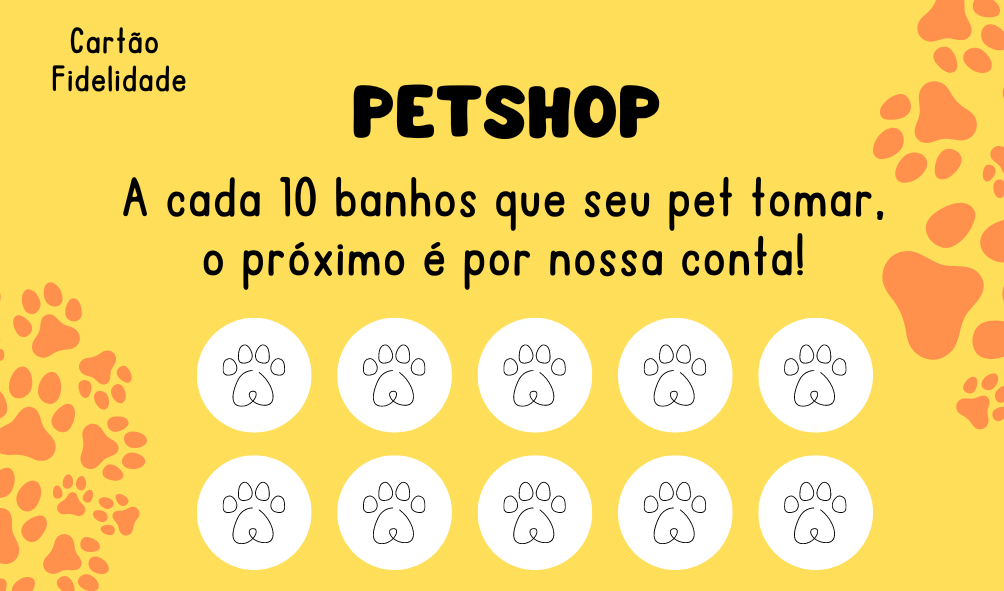 Cartão
Fidelidade
PETSHOP
A cada 10 banhos que seu pet tomar,
o próximo é por nossa conta!